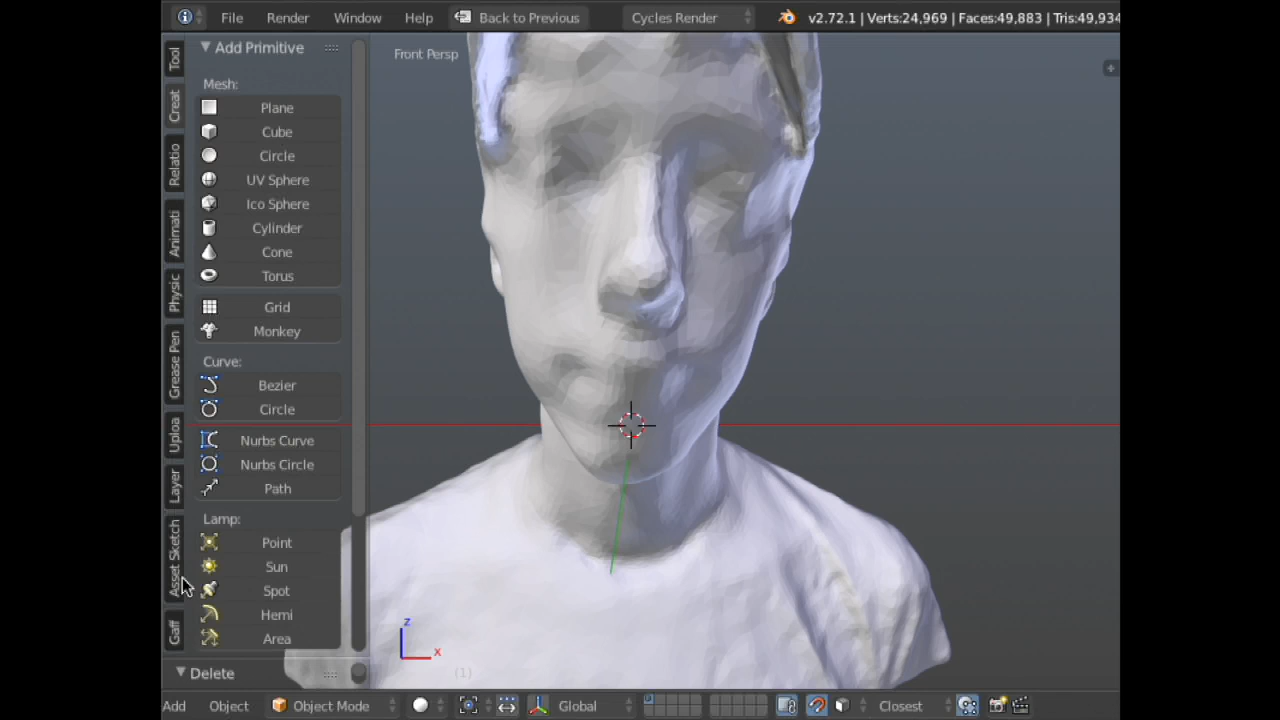 File Render Window Help Back to Previous Cycles Render v2.72.1 | Verts:24,969 | Faces:49,883 | Tris:49,934
Add Primitive
Front Persp
Mesh:
Plane
Cube
Circle
UV Sphere
Ico Sphere
Cylinder
Cone
Torus
Grid
Monkey
Curve:
Bezier
Circle
Nurbs Curve
Nurbs Circle
Path
Lamp:
Point
Sun
Spot
Hemi
Area
Delete
Tool
Creat
Relatio
Animati
Physic
Grease Pen
Uploa
Layer
Asset Sketch
Gaff
z
x
(1)
Add Object Object Mode Global Closest